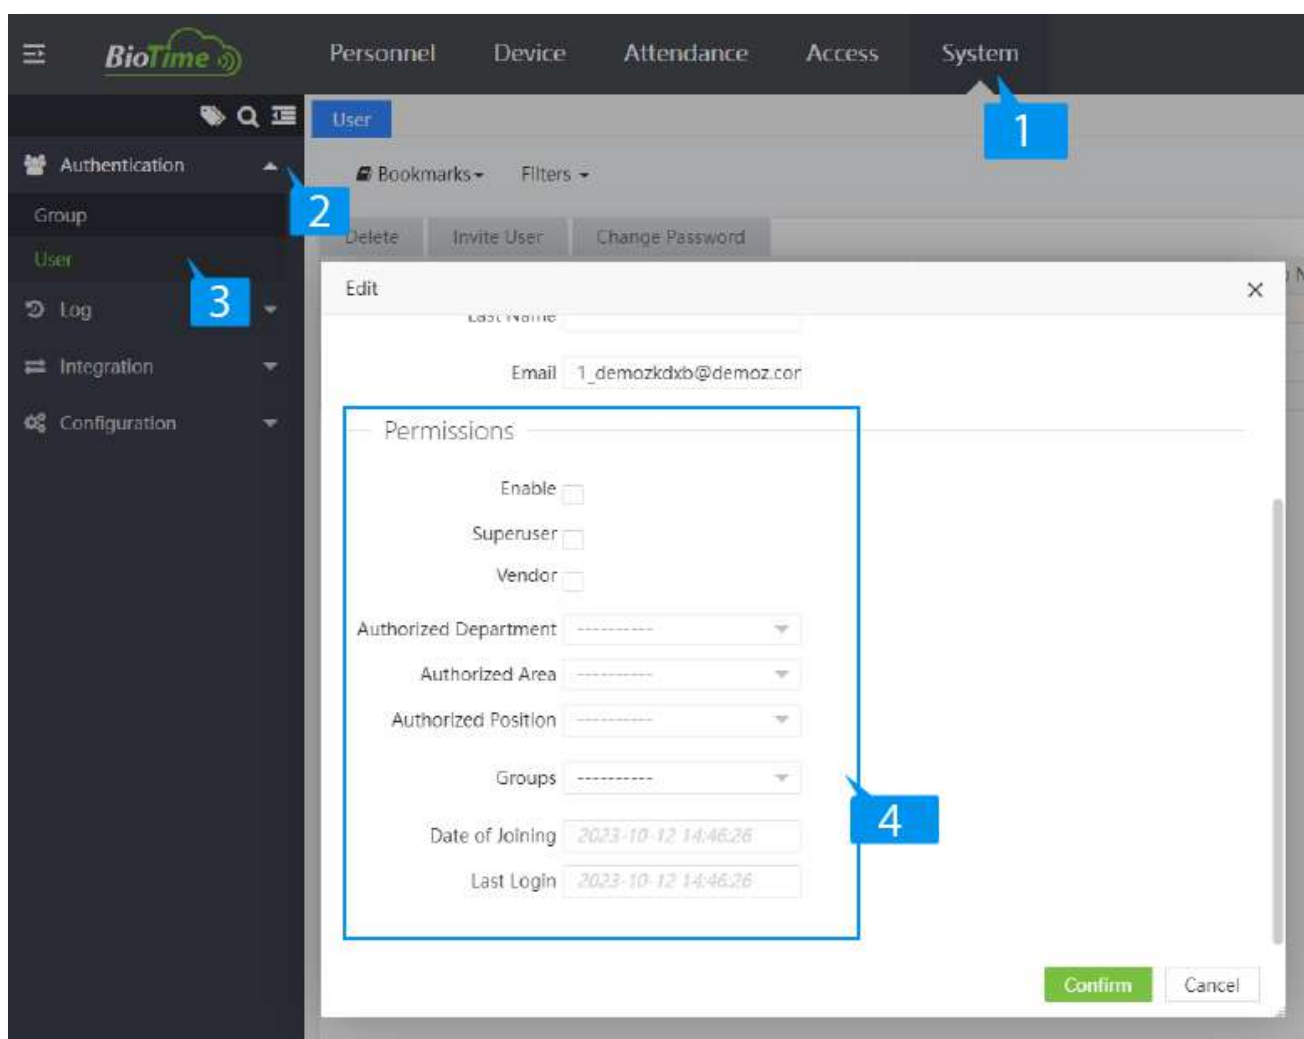 BioTime
Personnel Device Attendance Access System
1
User
Authentication
Bookmarks Filters
2
Group
Delete Invite User Change Password
User
3
Edit
Log
Last Name
Integration
Email 1_demozkdxb@demoz.cor
Configuration
Permissions
Enable
Superuser
Vendor
Authorized Department ----------
Authorized Area ----------
Authorized Position ----------
Groups ----------
4
Date of Joining 2023-10-12 14:46:26
Last Login 2023-10-12 14:46:26
Confirm Cancel